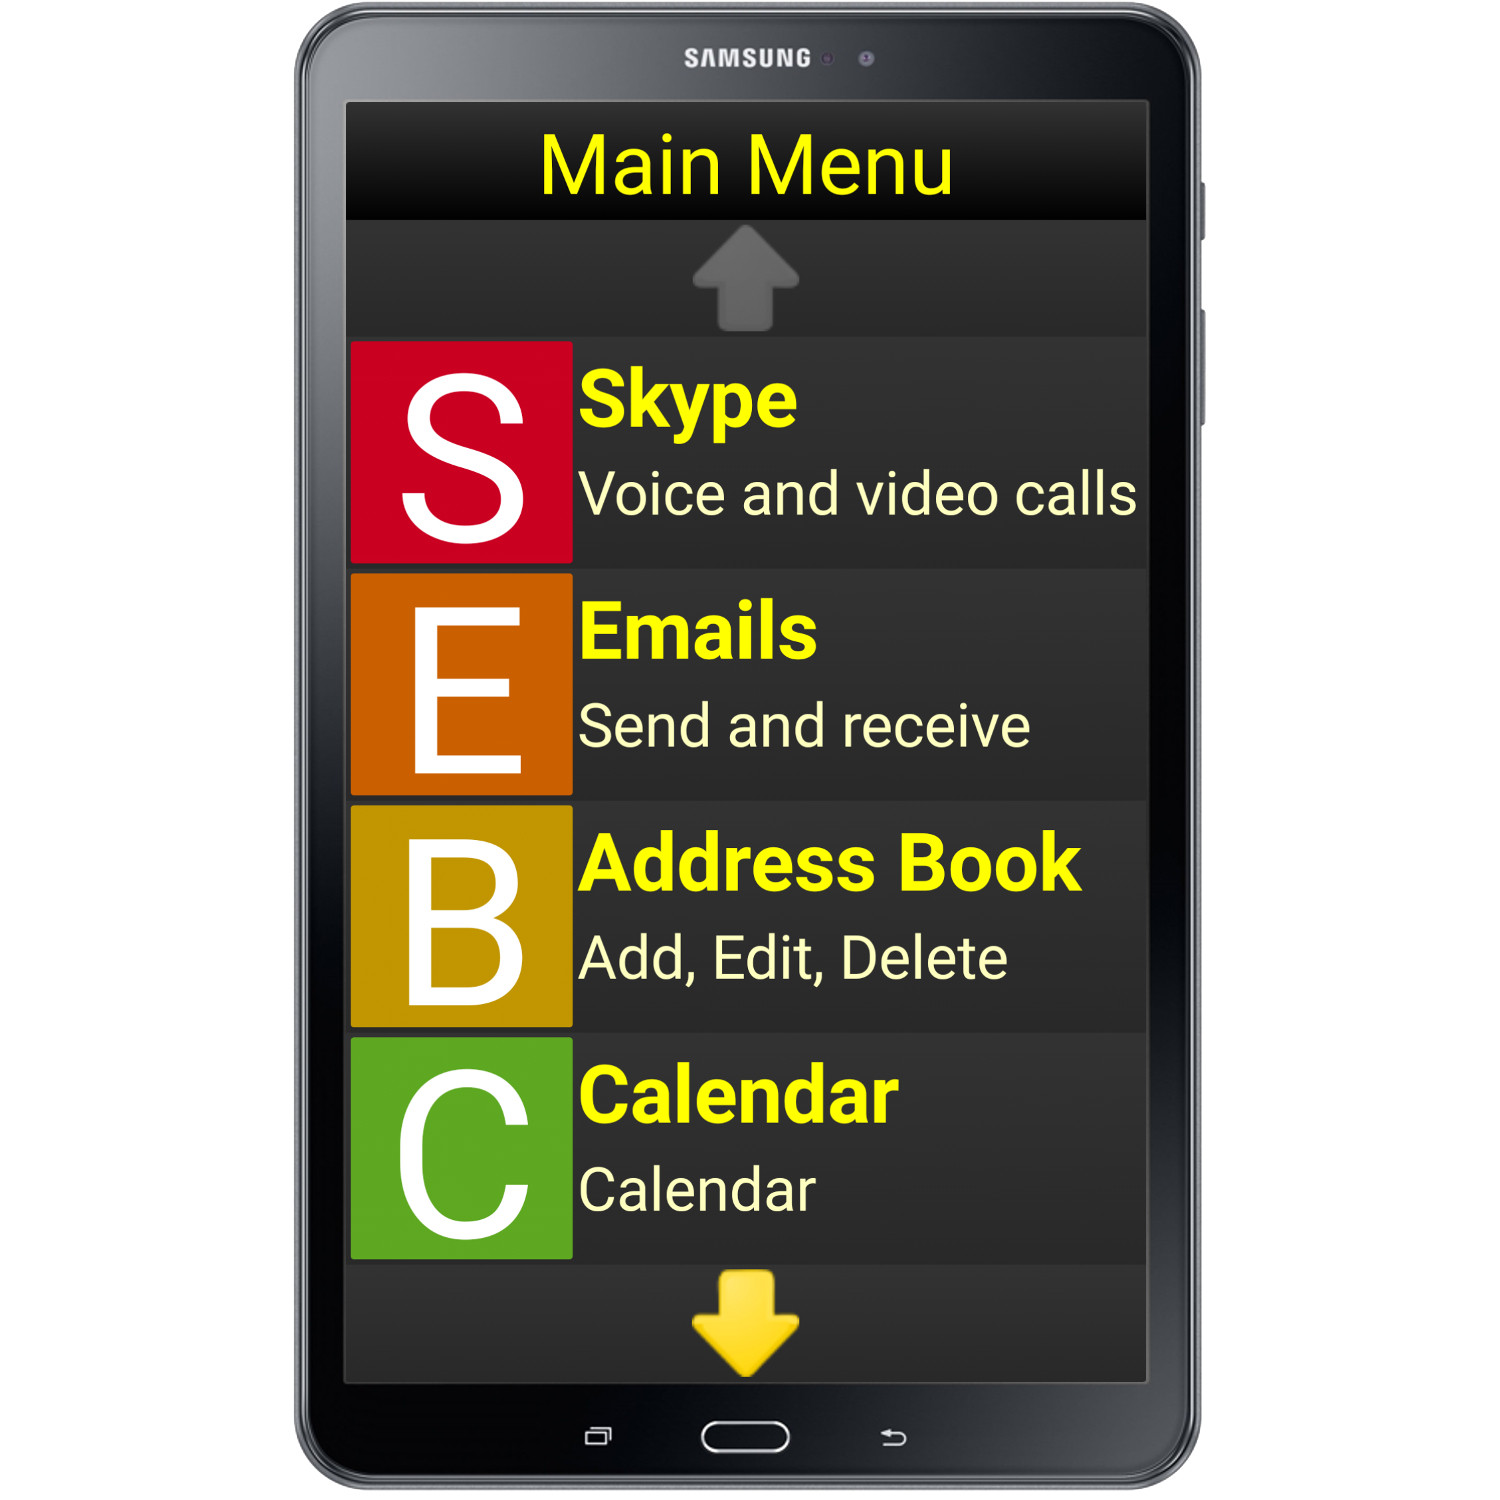 SAMSUNG
Main Menu
S
Skype
Voice and video calls
E
Emails
Send and receive
B
Address Book
Add, Edit, Delete
C
Calendar
Calendar